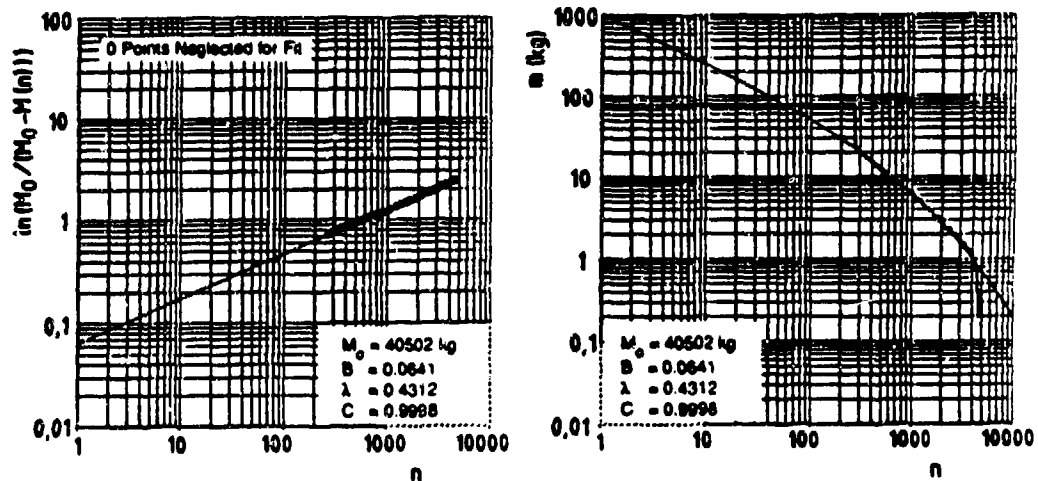 100
10
1
0,1
0,01
ln (M₀/(M₀-M(n)))
0 Points Neglected for Fit
M₀ = 40502 kg
B = 0.0641
λ = 0.4312
C = 0.9998
1 10 100 1000 10000
n
1000
100
10
1
0,1
0,01
m (kg)
M₀ = 40502 kg
B = 0.0641
λ = 0.4312
C = 0.9998
1 10 100 1000 10000
n